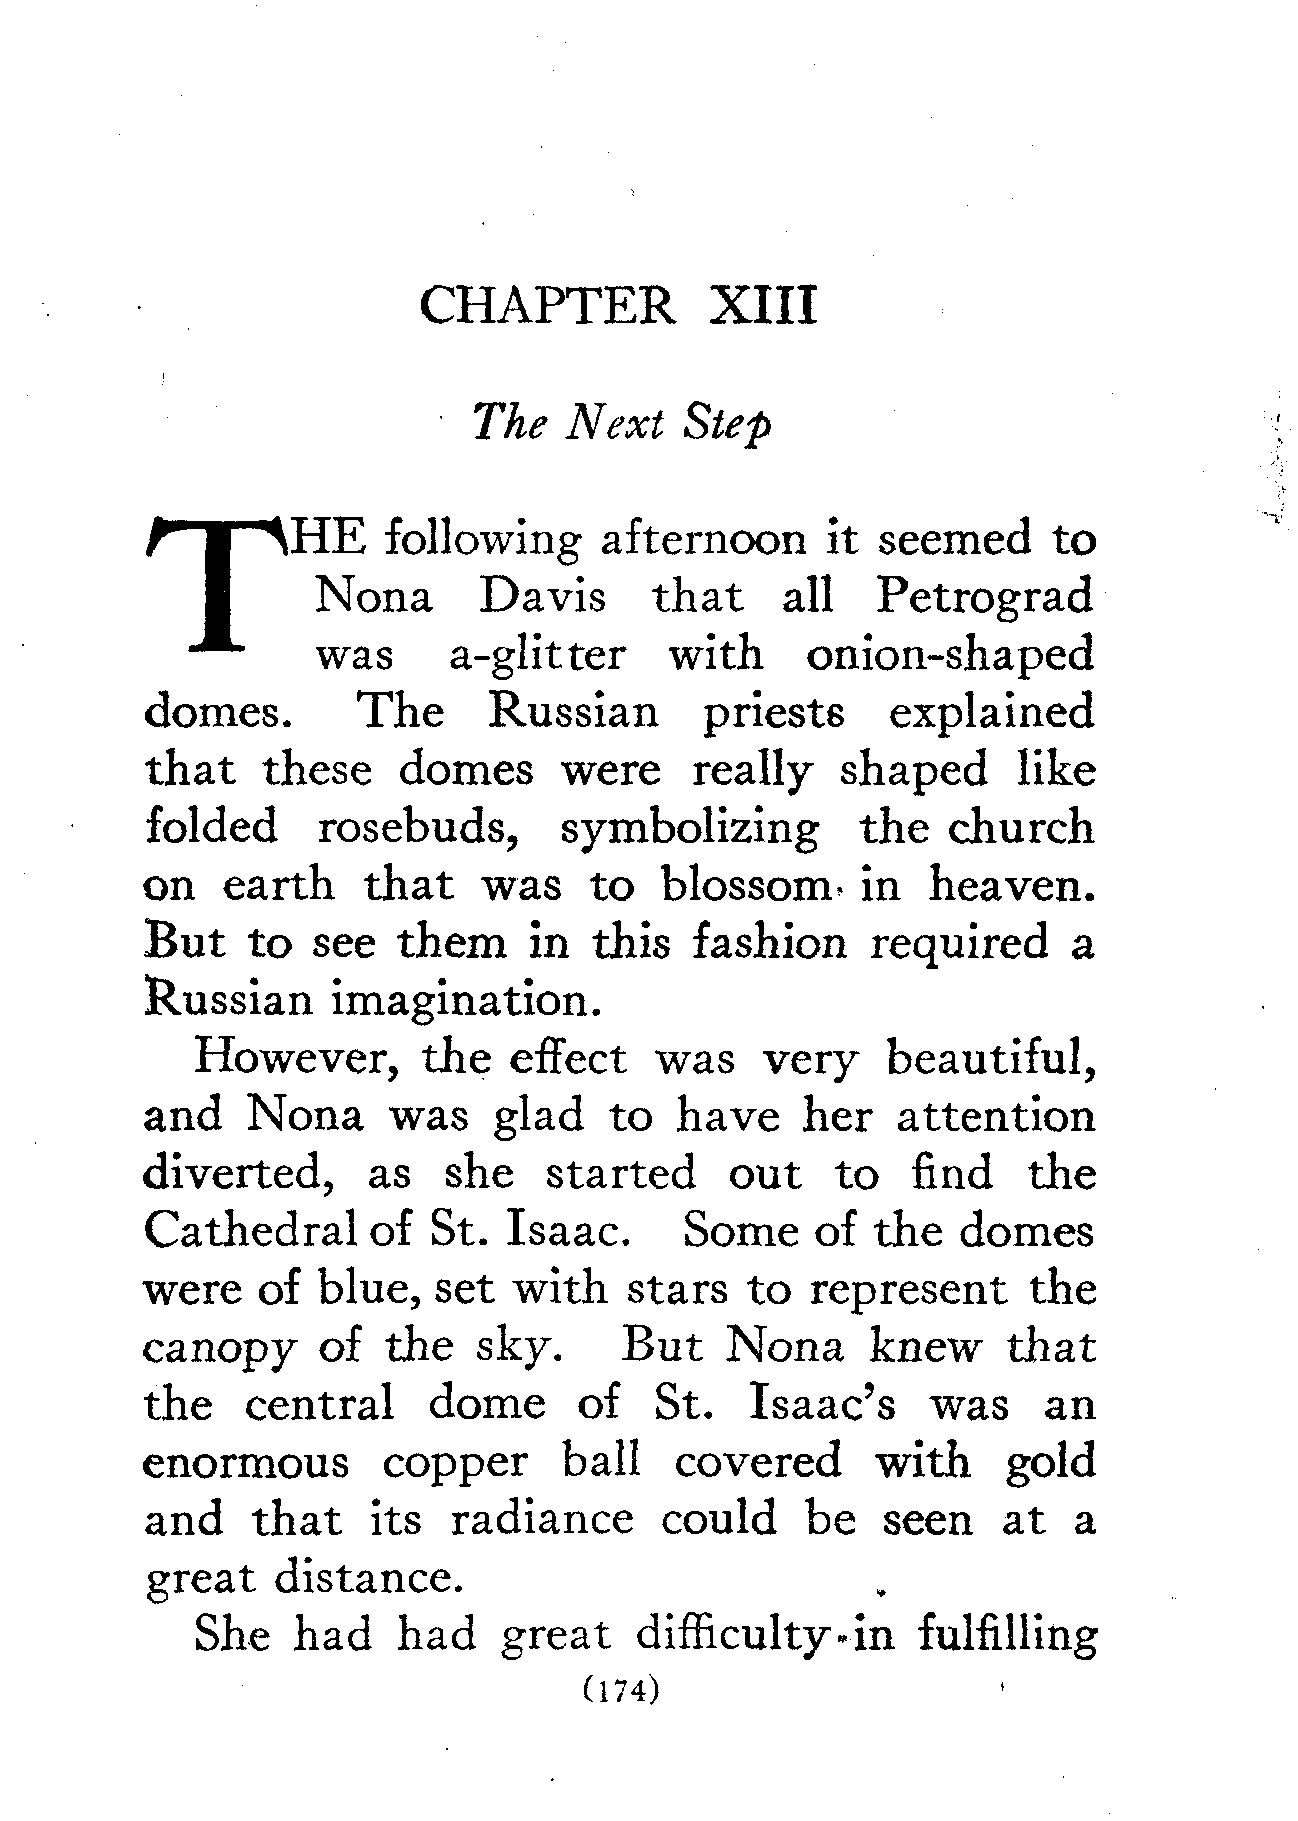 CHAPTER XIII
The Next Step
THE following afternoon it seemed to
Nona Davis that all Petrograd
was a-glitter with onion-shaped
domes. The Russian priests explained
that these domes were really shaped like
folded rosebuds, symbolizing the church
on earth that was to blossom in heaven.
But to see them in this fashion required a
Russian imagination.
However, the effect was very beautiful,
and Nona was glad to have her attention
diverted, as she started out to find the
Cathedral of St. Isaac. Some of the domes
were of blue, set with stars to represent the
canopy of the sky. But Nona knew that
the central dome of St. Isaac's was an
enormous copper ball covered with gold
and that its radiance could be seen at a
great distance.
She had had great difficulty in fulfilling
(174)